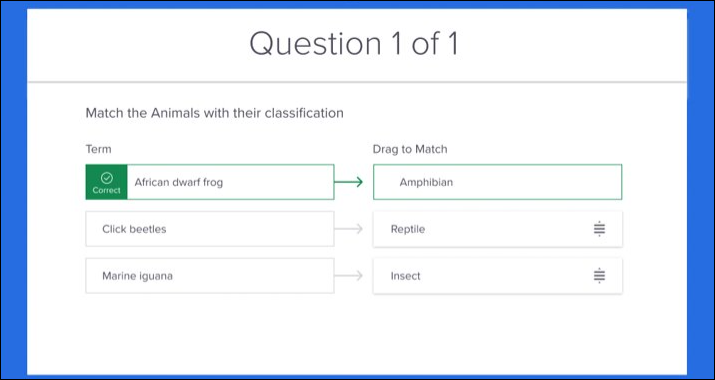 Question 1 of 1
Match the Animals with their classification
Term
Drag to Match
Correct
African dwarf frog
Amphibian
Click beetles
Reptile
Marine iguana
Insect